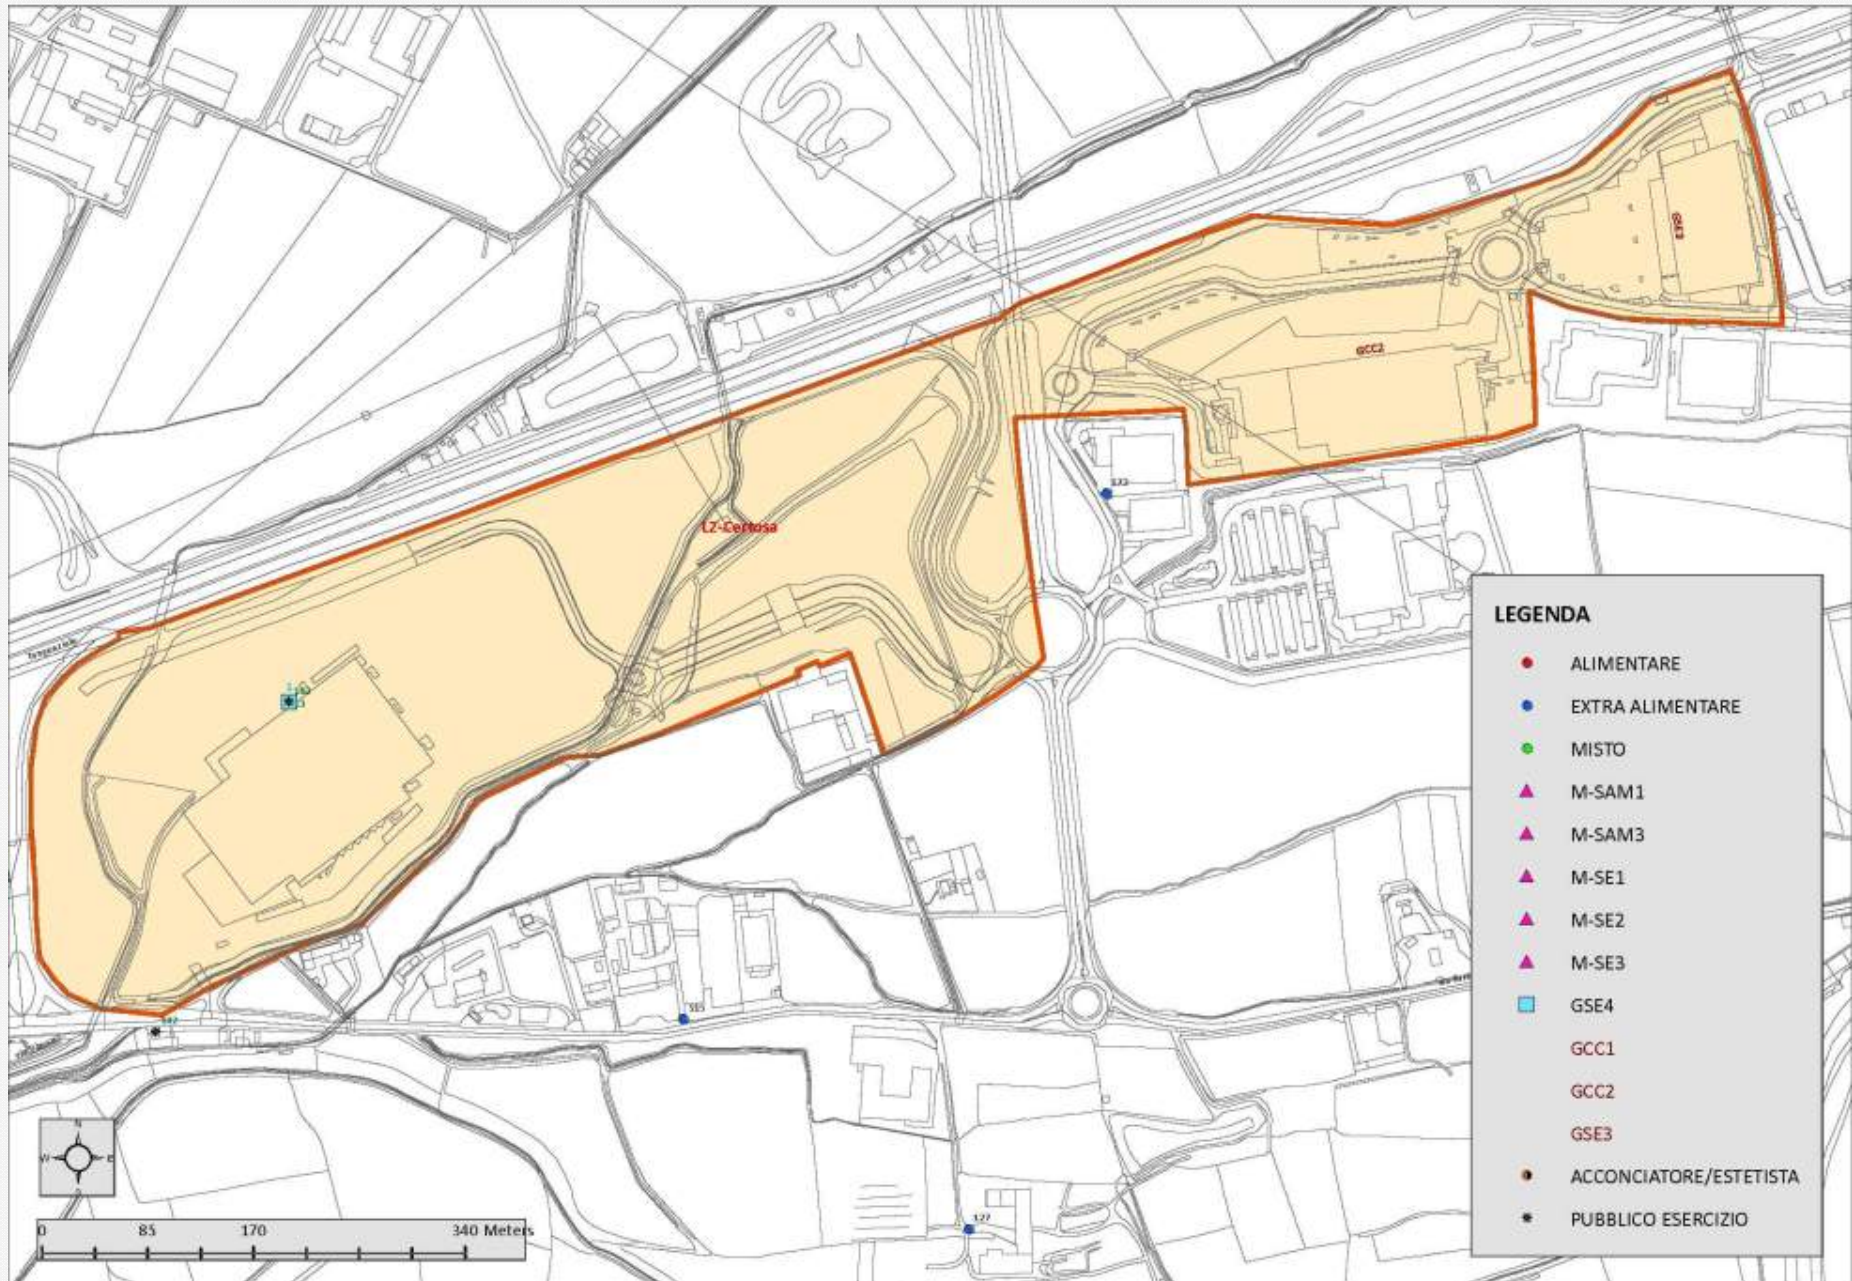 GSE3
GCC2
L2-Certosa
LEGENDA
ALIMENTARE
EXTRA ALIMENTARE
MISTO
M-SAM1
M-SAM3
M-SE1
M-SE2
M-SE3
GSE4
GCC1
GCC2
GSE3
ACCONCIATORE/ESTETISTA
PUBBLICO ESERCIZIO
N
W E
0 85 170 340 Meters